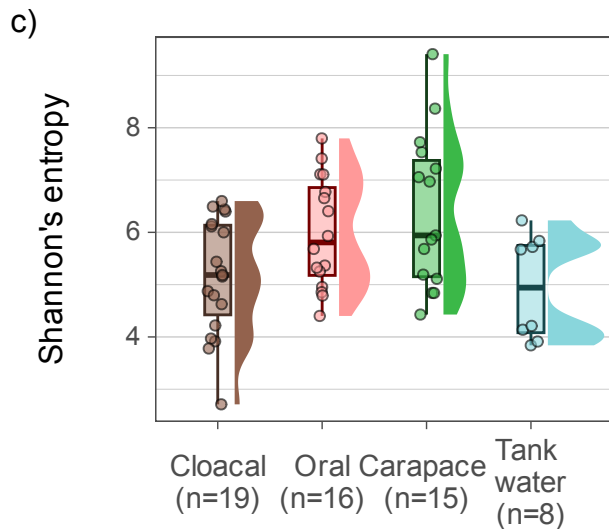 c)
Shannon's entropy
8
6
4
Cloacal
(n=19)
Oral
(n=16)
Carapace
(n=15)
Tank
water
(n=8)